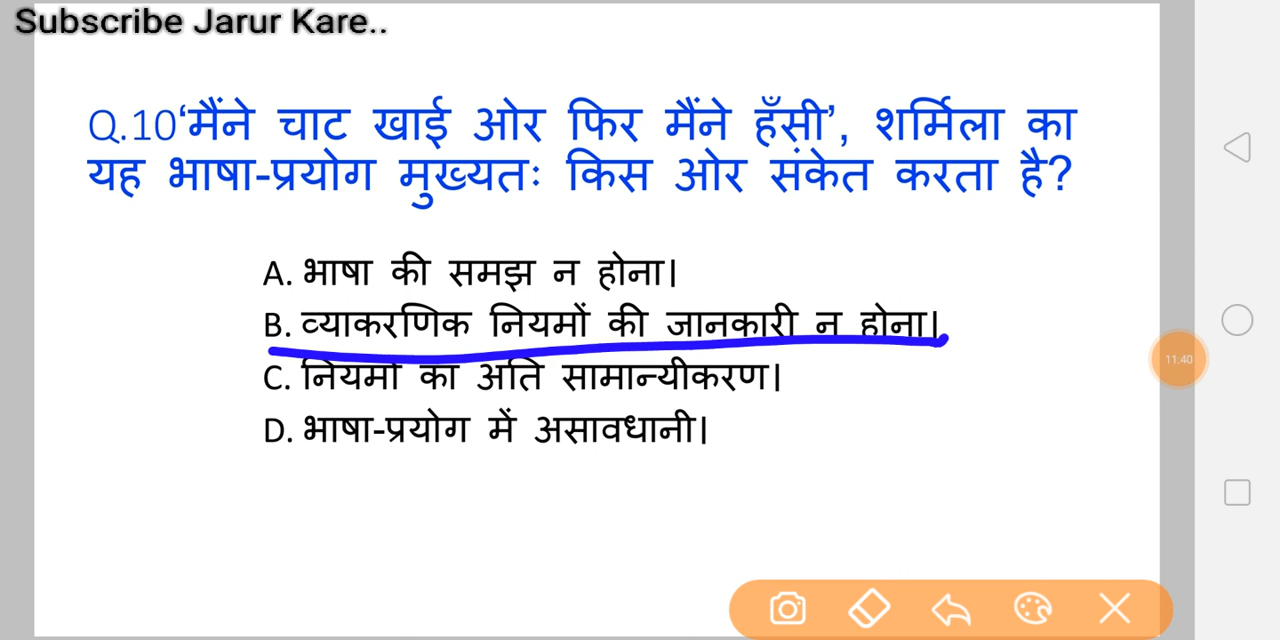 Subscribe Jarur Kare..
Q.10‘मैंने चाट खाई ओर फिर मैंने हँसी’, शर्मिला का
यह भाषा-प्रयोग मुख्यतः किस ओर संकेत करता है?
A. भाषा की समझ न होना।
B. व्याकरणिक नियमों की जानकारी न होना।
C. नियमों का अति सामान्यीकरण।
D. भाषा-प्रयोग में असावधानी।
11:40